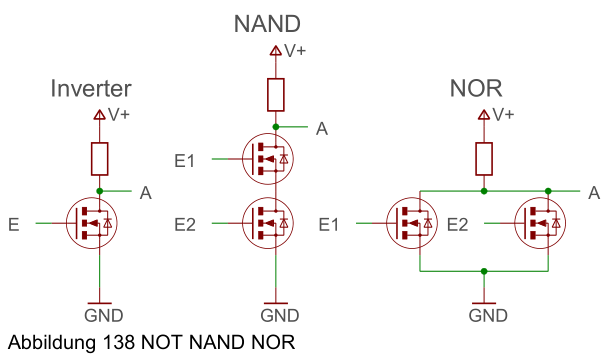 NAND
V+
Inverter
V+
NOR
V+
A
E1
A
A
E
E2
E1
E2
GND
GND
GND
Abbildung 138 NOT NAND NOR